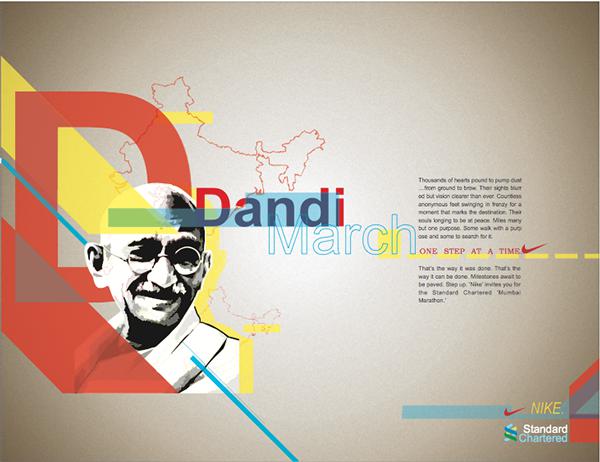 D
Dandi
March
Thousands of hearts pound to pump dust
...from ground to brow. Their sights blurr
ed but vision clearer than ever. Countless
anonymous feet swinging in frenzy for a
moment that marks the destination. Their
souls longing to be at peace. Miles many
but one purpose. Some walk with a purp
ose and some to search for it.
ONE STEP AT A TIME
That's the way it was done. That's the
way it can be done. Milestones await to
be paved. Step up. 'Nike' invites you for
the Standard Chartered 'Mumbai
Marathon.'
NIKE.
Standard
Chartered